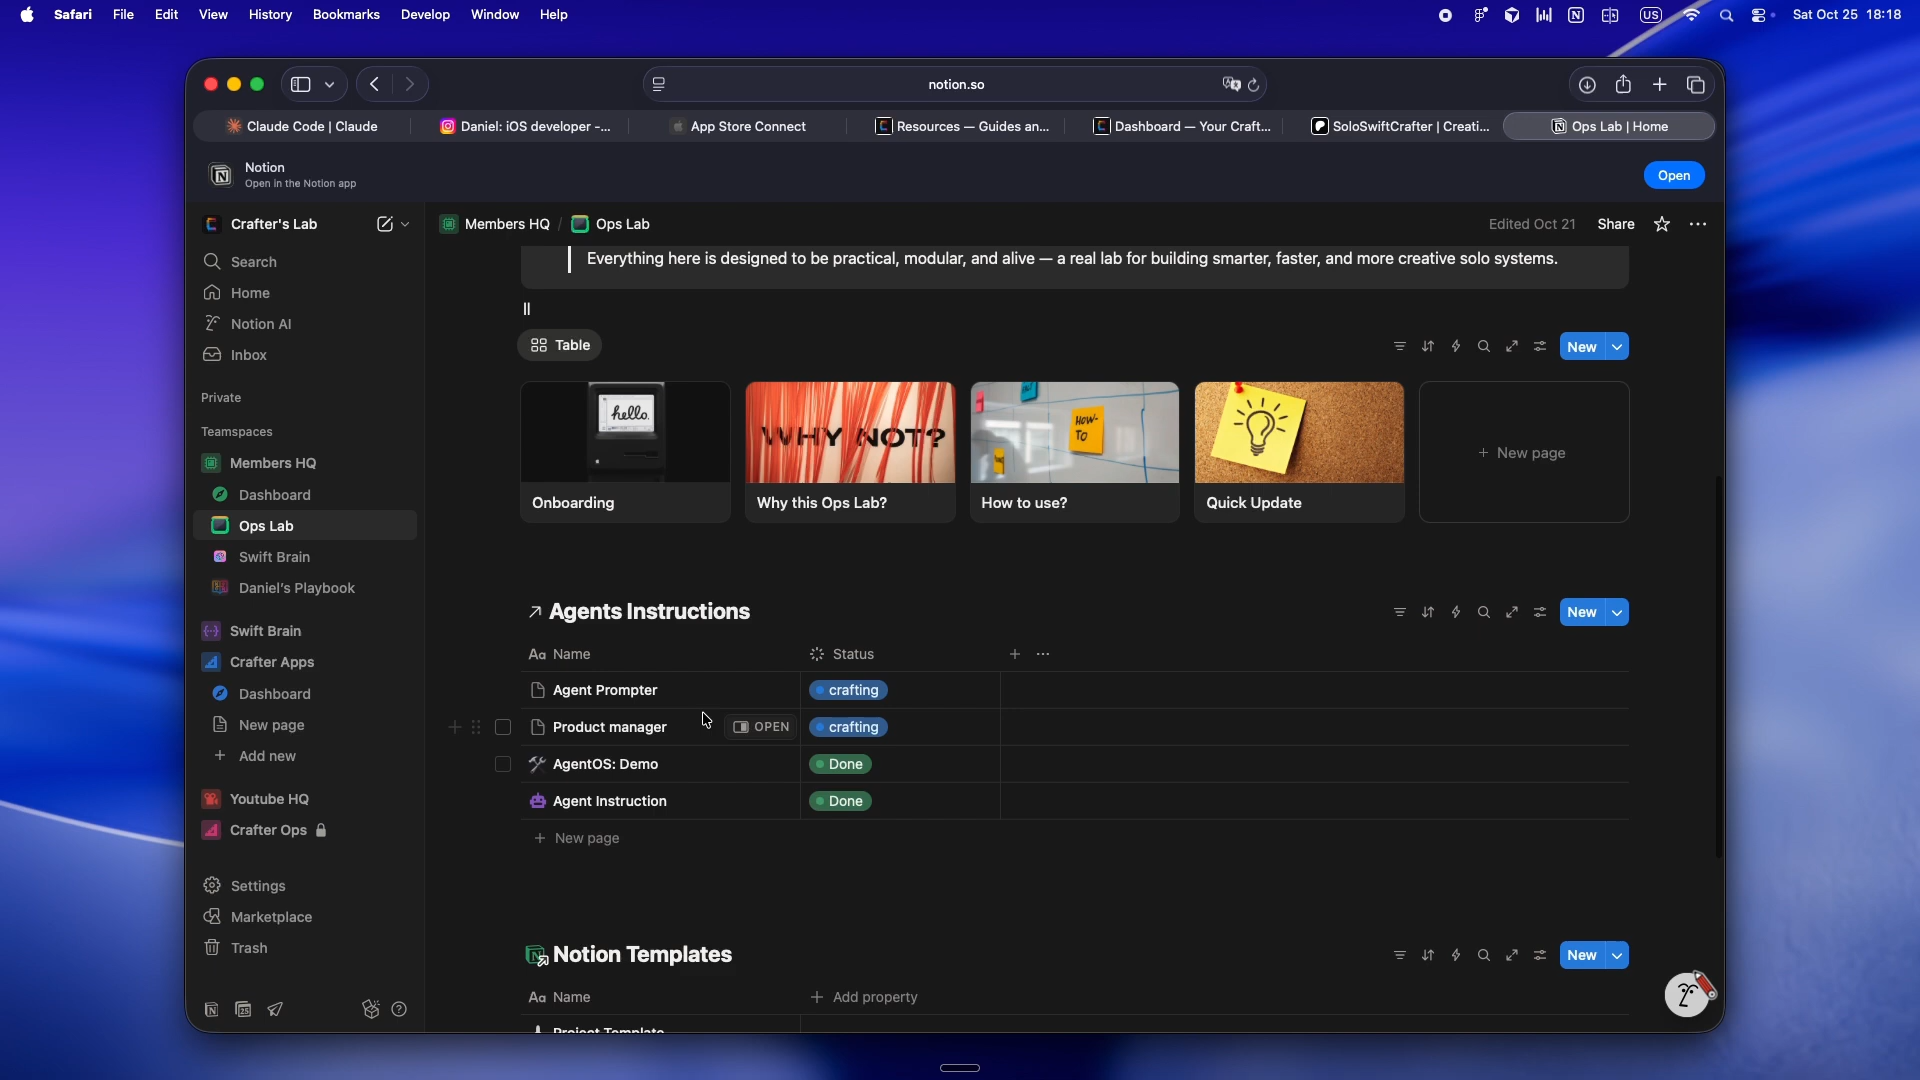 Safari File Edit View History Bookmarks Develop Window Help
US
Sat Oct 25 18:18
notion.so
Claude Code | Claude
Daniel: iOS developer -...
App Store Connect
Resources — Guides an...
Dashboard — Your Craft...
SoloSwiftCrafter | Creati...
Ops Lab | Home
Notion
Open in the Notion app
Open
Crafter's Lab
Members HQ / Ops Lab
Edited Oct 21
Share
Search
Home
Notion AI
Inbox
Private
Teamspaces
Members HQ
Dashboard
Ops Lab
Swift Brain
Daniel's Playbook
Swift Brain
Crafter Apps
Dashboard
New page
Add new
Youtube HQ
Crafter Ops
Settings
Marketplace
Trash
25
Everything here is designed to be practical, modular, and alive — a real lab for building smarter, faster, and more creative solo systems.
||
Table
New
hello.
WHY NOT?
HOW-TO
Onboarding
Why this Ops Lab?
How to use?
Quick Update
+ New page
Agents Instructions
New
Aa Name
Status
Agent Prompter
crafting
Product manager
OPEN
crafting
AgentOS: Demo
Done
Agent Instruction
Done
+ New page
Notion Templates
New
Aa Name
+ Add property
Project Template